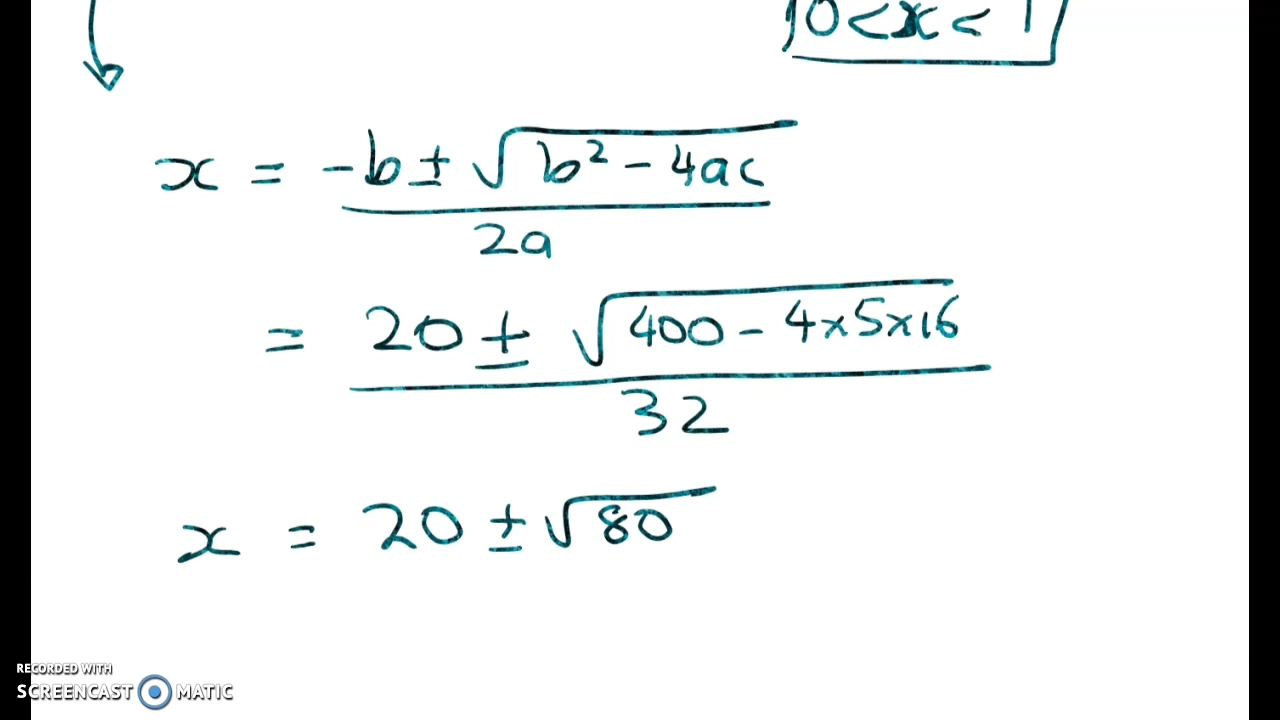 0 < x < 1
x = -b ± √(b² - 4ac)
2a
= 20 ± √(400 - 4×5×16)
32
x = 20 ± √80
RECORDED WITH
SCREENCAST MATIC